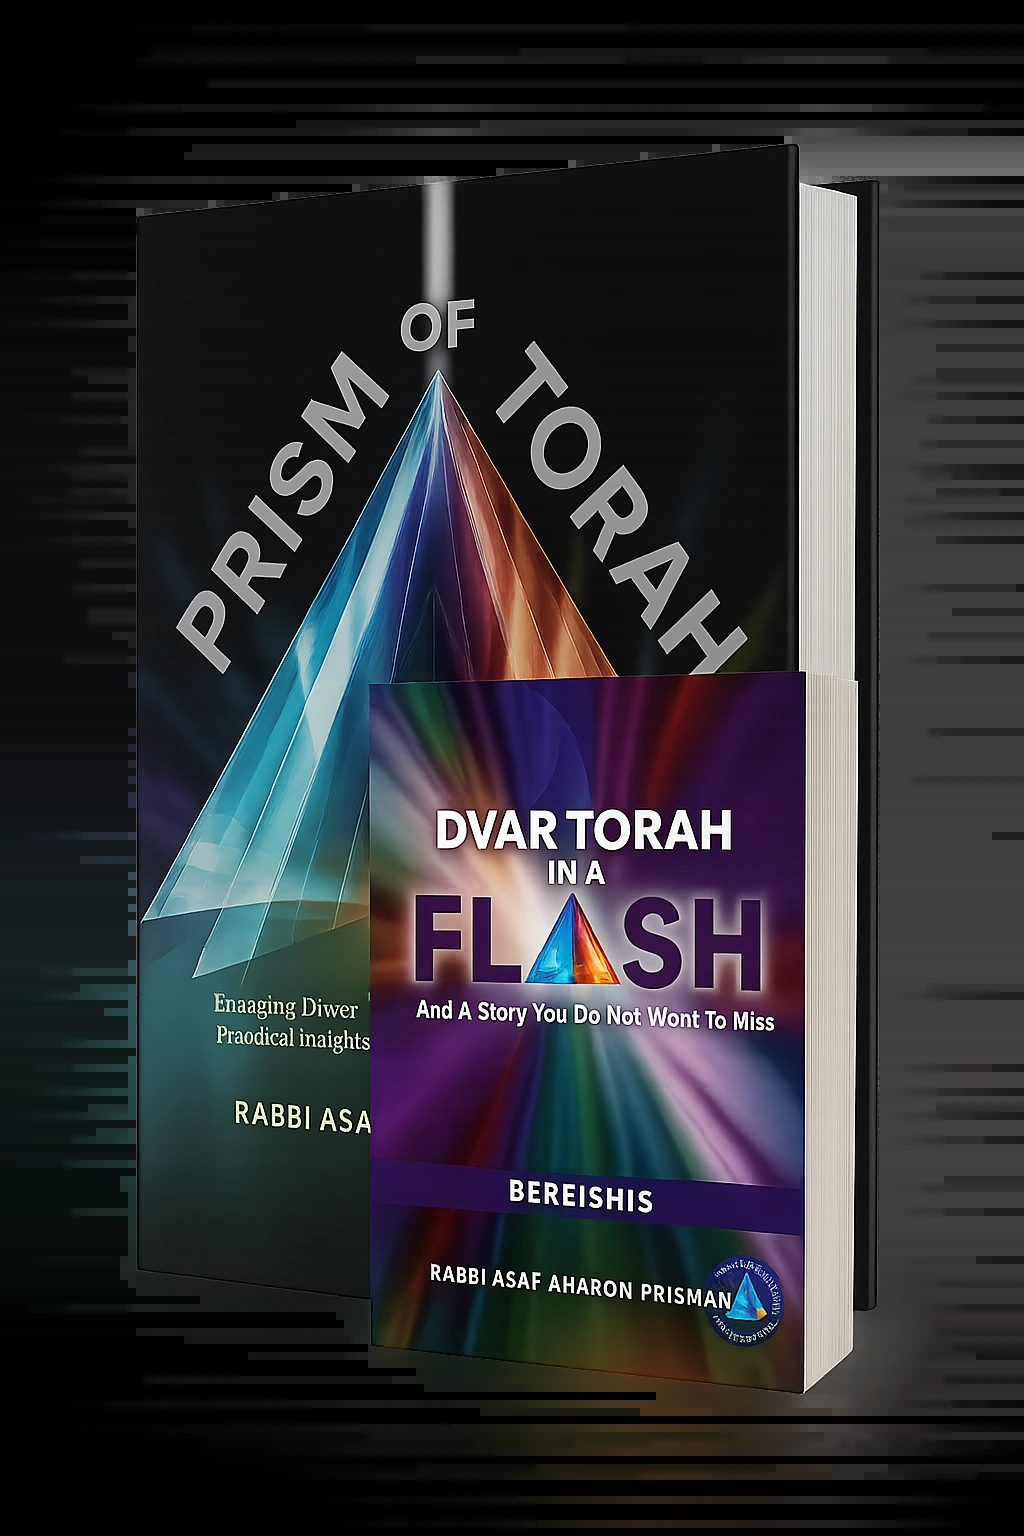 PRISM OF TORAH
Enaaging Diwer
Praodical inaights
RABBI ASA
DVAR TORAH
IN A
FLASH
And A Story You Do Not Wont To Miss
BEREISHIS
RABBI ASAF AHARON PRISMAN